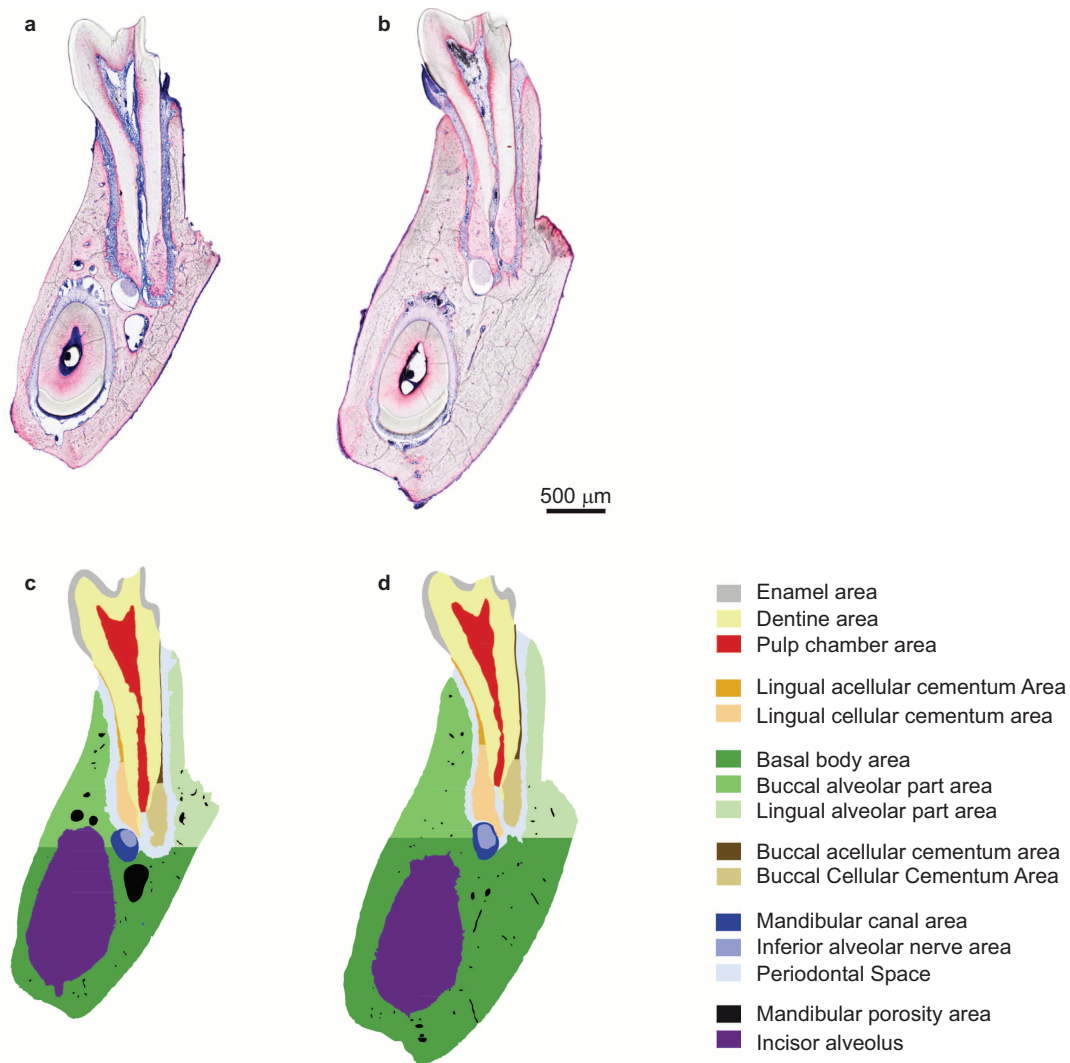 a
b
500 μm
c
d
Enamel area
Dentine area
Pulp chamber area
Lingual acellular cementum Area
Lingual cellular cementum area
Basal body area
Buccal alveolar part area
Lingual alveolar part area
Buccal acellular cementum area
Buccal Cellular Cementum Area
Mandibular canal area
Inferior alveolar nerve area
Periodontal Space
Mandibular porosity area
Incisor alveolus